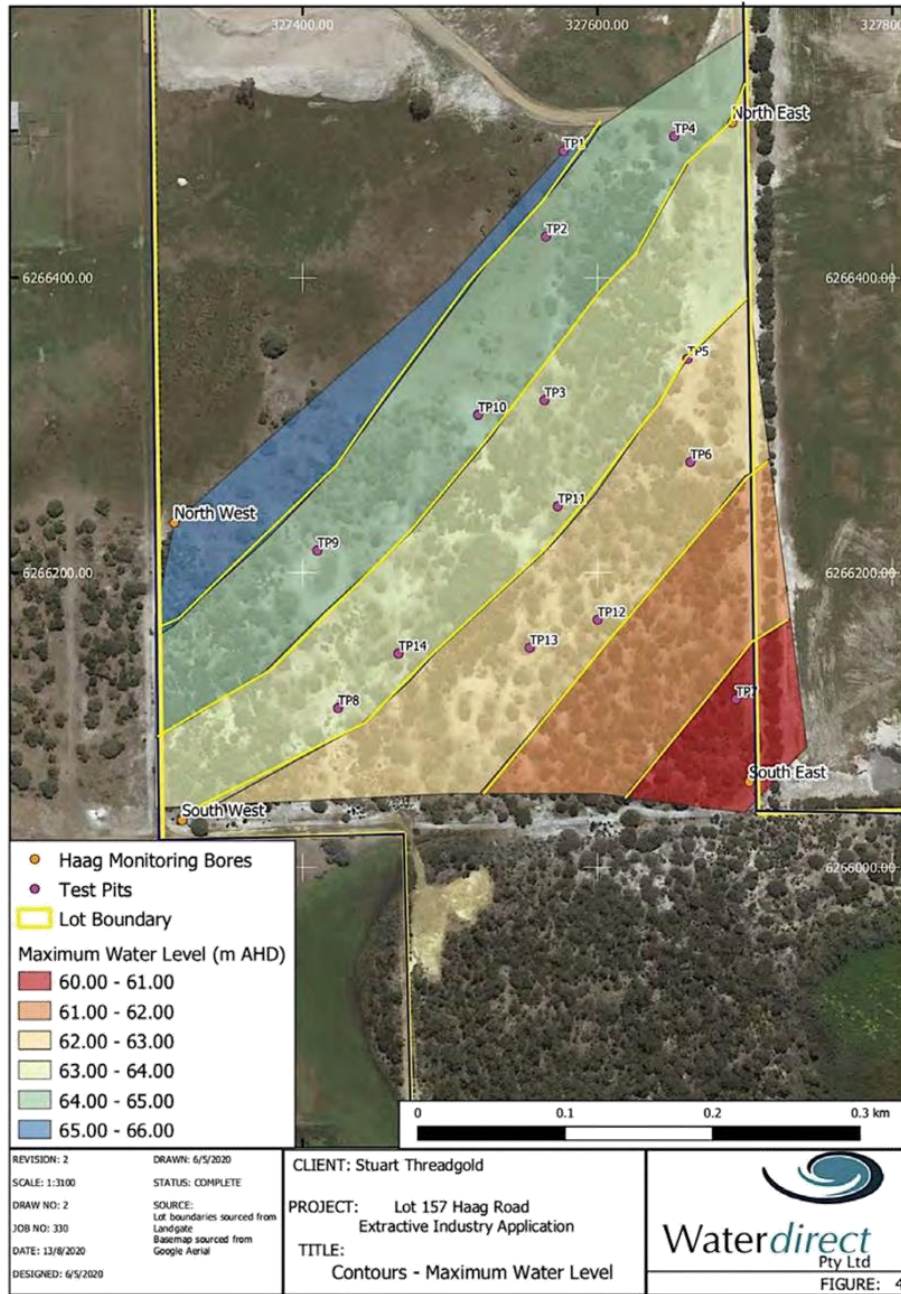 327400.00
327600.00
327800
North East
TP4
TP1
TP2
6266400.00
6266400.00
TP5
TP3
TP10
TP6
North West
TP11
TP9
6266200.00
6266200.00
TP12
TP13
TP14
TP8
TP7
South East
South West
6266000.00
Haag Monitoring Bores
Test Pits
Lot Boundary
Maximum Water Level (m AHD)
60.00 - 61.00
61.00 - 62.00
62.00 - 63.00
63.00 - 64.00
64.00 - 65.00
65.00 - 66.00
0 0.1 0.2 0.3 km
REVISION: 2 DRAWN: 6/5/2020
SCALE: 1:3100 STATUS: COMPLETE
DRAW NO: 2 SOURCE:
Lot boundaries sourced from
JOB NO: 330 Landgate
Basemap sourced from
DATE: 13/8/2020 Google Aerial
DESIGNED: 6/5/2020
CLIENT: Stuart Threadgold
PROJECT: Lot 157 Haag Road
Extractive Industry Application
TITLE:
Contours - Maximum Water Level
Waterdirect
Pty Ltd
FIGURE: 4